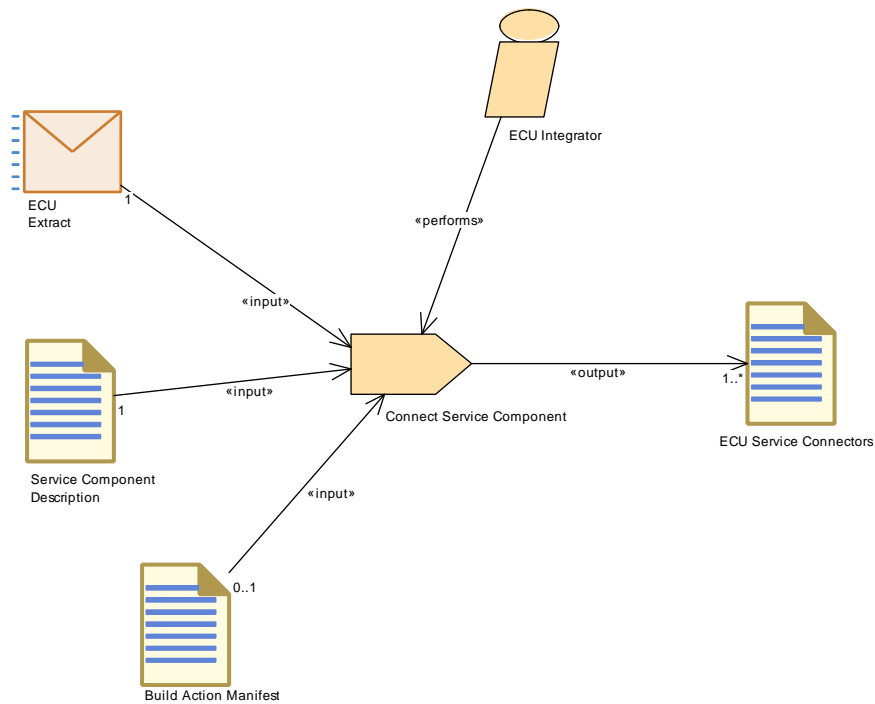 ECU Integrator
ECU
Extract
1
«performs»
«input»
Service Component
Description
1
«input»
Connect Service Component
«output»
1..*
ECU Service Connectors
«input»
0..1
Build Action Manifest